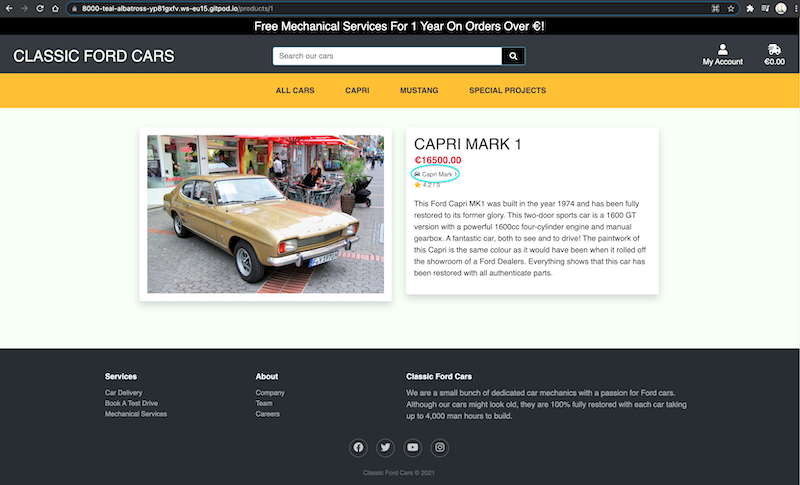 8000-teal-albatross-yp81gxfv.ws-eu15.gitpod.io/products/1
Free Mechanical Services For 1 Year On Orders Over €!
CLASSIC FORD CARS
Search our cars
My Account
€0.00
ALL CARS
CAPRI
MUSTANG
SPECIAL PROJECTS
CAPRI MARK 1
€16500.00
Capri Mark 1
4.2 / 5
This Ford Capri MK1 was built in the year 1974 and has been fully
restored to its former glory. This two-door sports car is a 1600 GT
version with a powerful 1600cc four-cylinder engine and manual
gearbox. A fantastic car, both to see and to drive! The paintwork of
this Capri is the same colour as it would have been when it rolled off
the showroom of a Ford Dealers. Everything shows that this car has
been restored with all authenticate parts.
Services
Car Delivery
Book A Test Drive
Mechanical Services
About
Company
Team
Careers
Classic Ford Cars
We are a small bunch of dedicated car mechanics with a passion for Ford cars.
Although our cars might look old, they are 100% fully restored with each car taking
up to 4,000 man hours to build.
Classic Ford Cars © 2021